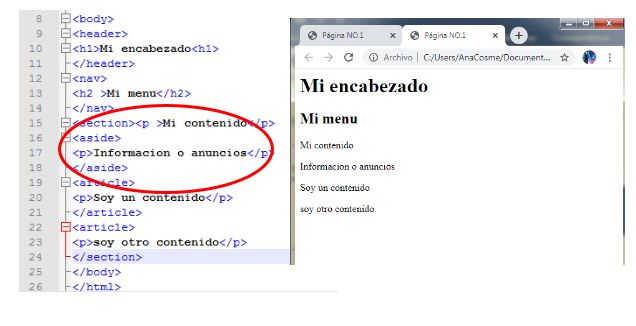 8 <body>
9 <header>
10 <h1>Mi encabezado<h1>
11 </header>
12 <nav>
13 <h2 >Mi menu</h2>
14 </nav>
15 <section><p >Mi contenido</p>
16 <aside>
17 <p>Informacion o anuncios</p>
18 </aside>
19 <article>
20 <p>Soy un contenido</p>
21 </article>
22 <article>
23 <p>soy otro contenido</p>
24 </section>
25 </body>
26 </html>
Página NO.1 Página NO.1
Archivo | C:/Users/AnaCosme/Document...
Mi encabezado
Mi menu
Mi contenido
Informacion o anuncios
Soy un contenido
soy otro contenido